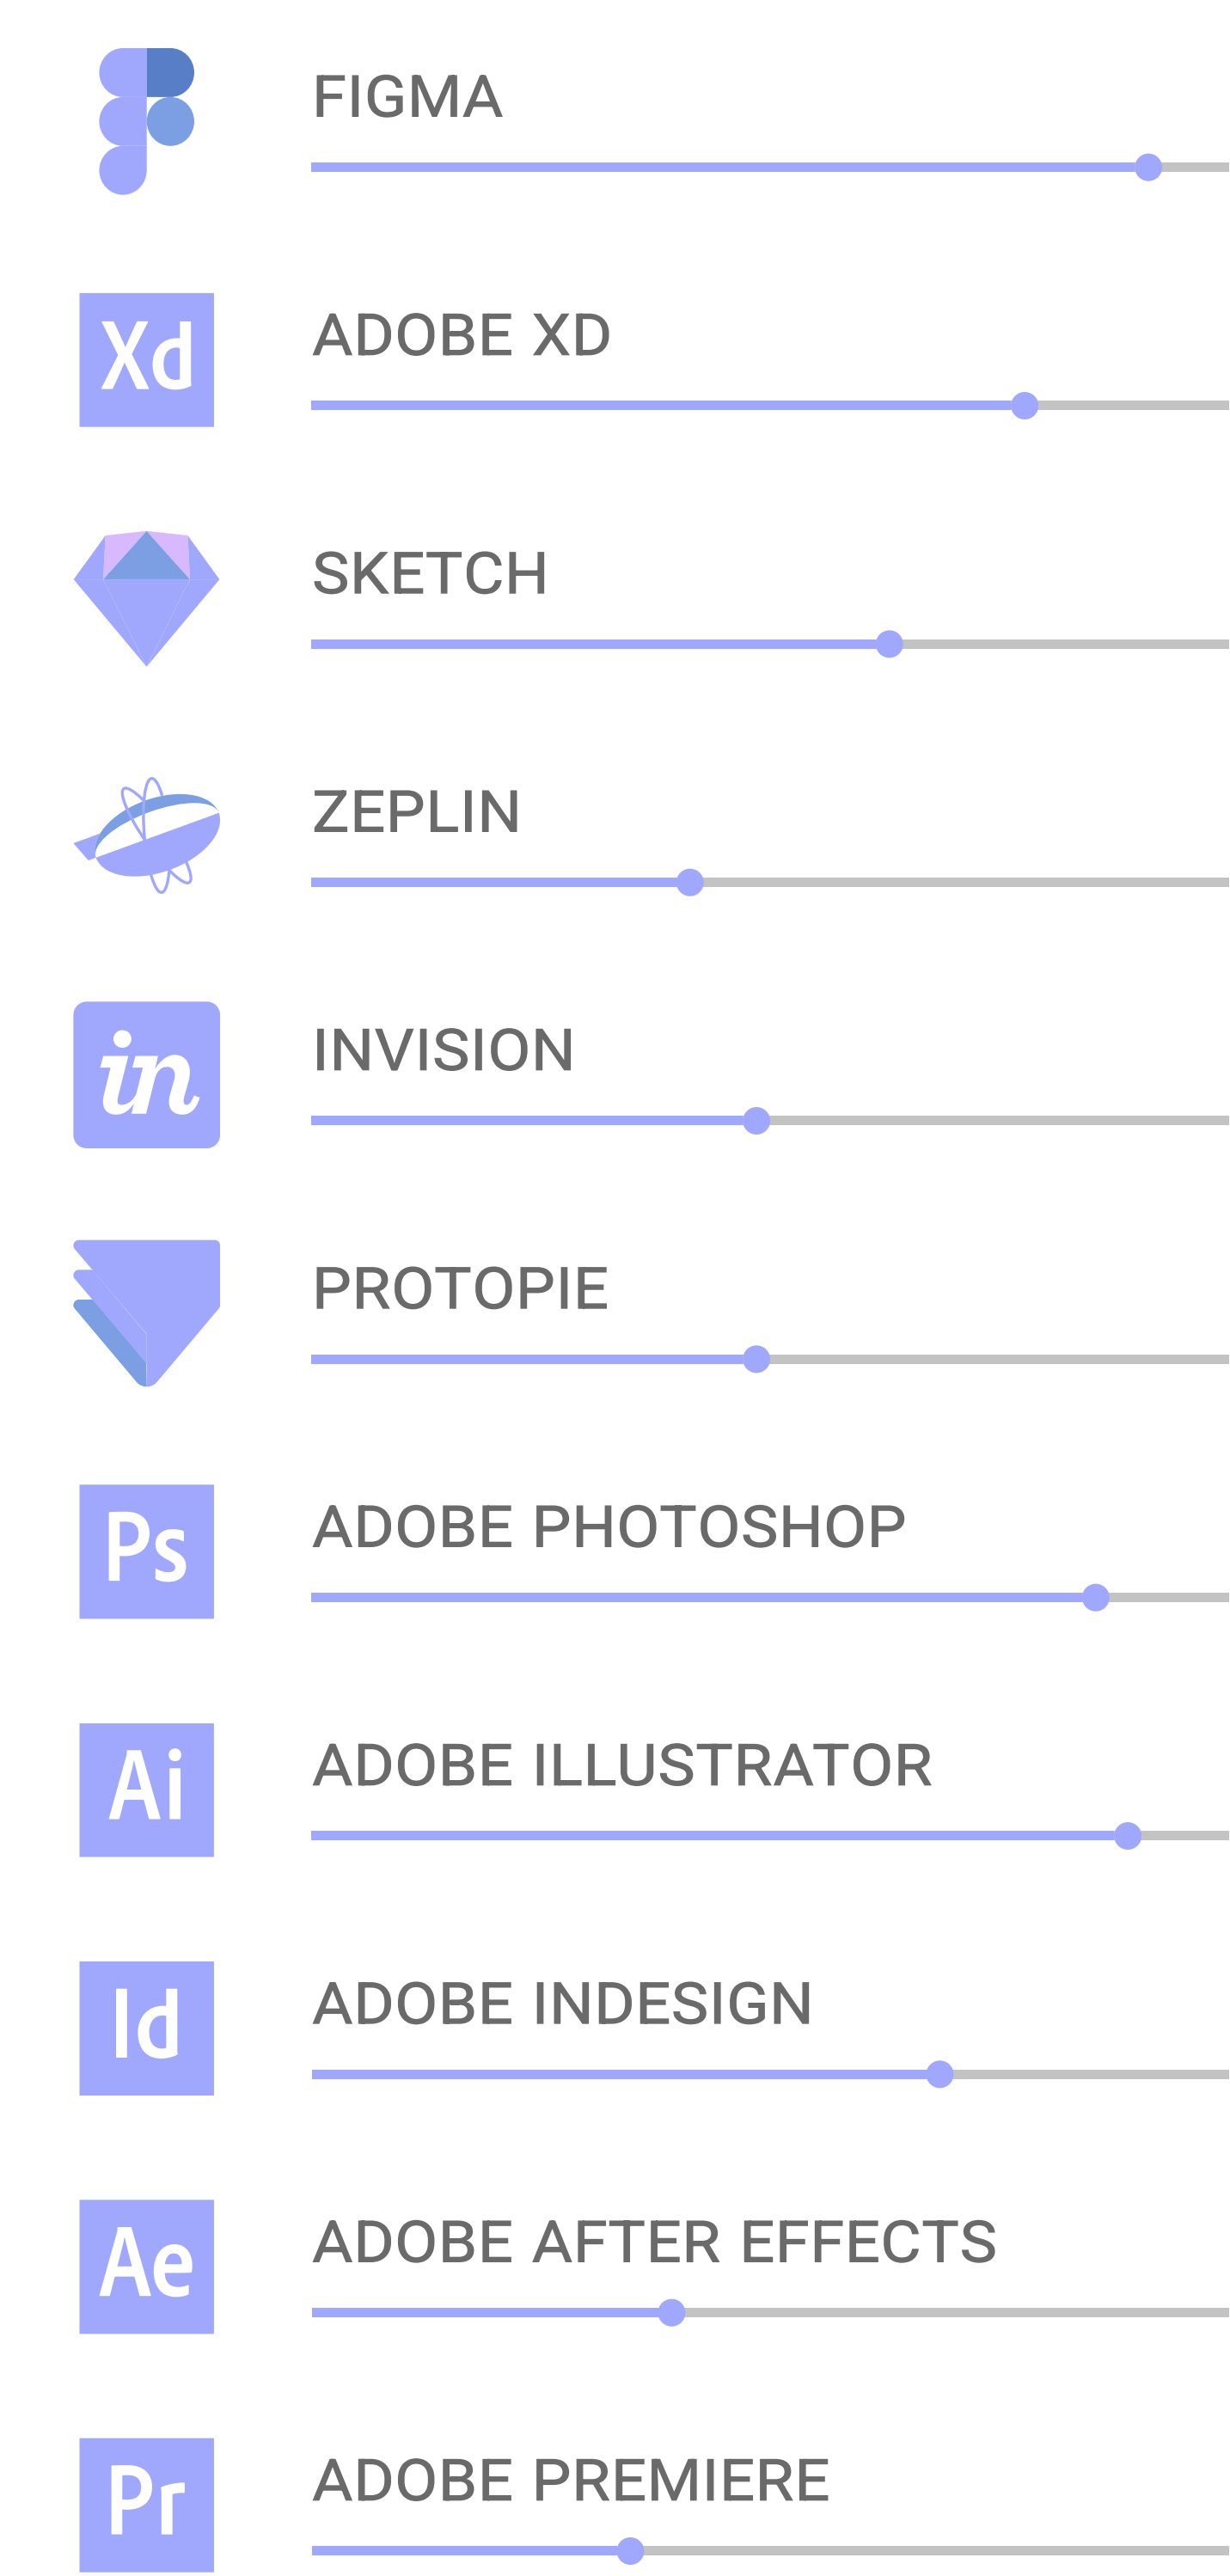 FIGMA
Xd
ADOBE XD
SKETCH
ZEPLIN
in
INVISION
PROTOPIE
Ps
ADOBE PHOTOSHOP
Ai
ADOBE ILLUSTRATOR
Id
ADOBE INDESIGN
Ae
ADOBE AFTER EFFECTS
Pr
ADOBE PREMIERE